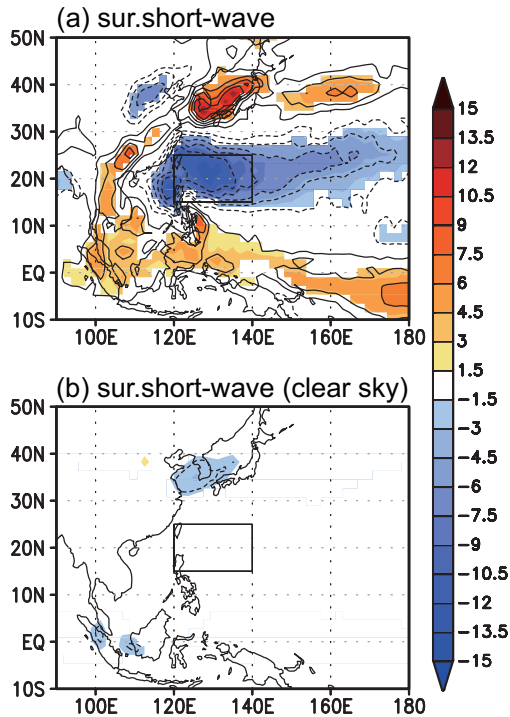 (a) sur.short-wave
50N
40N
30N
20N
10N
EQ
10S
100E 120E 140E 160E 180
(b) sur.short-wave (clear sky)
50N
40N
30N
20N
10N
EQ
10S
100E 120E 140E 160E 180
15
13.5
12
10.5
9
7.5
6
4.5
3
1.5
-1.5
-3
-4.5
-6
-7.5
-9
-10.5
-12
-13.5
-15